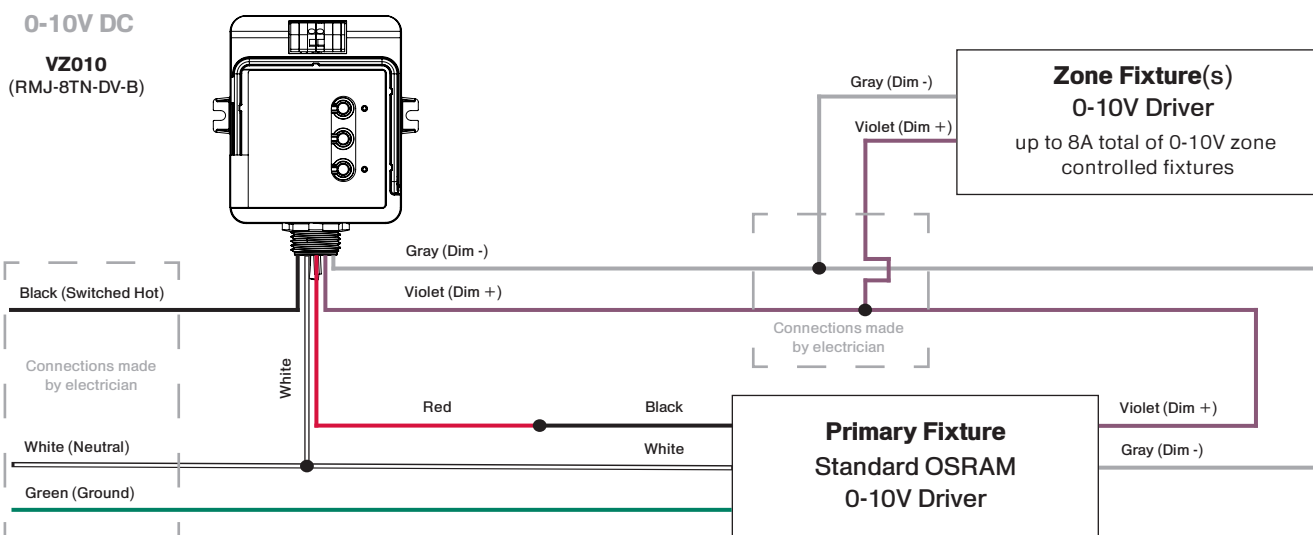 0-10V DC
VZ010
(RMJ-8TN-DV-B)
Gray (Dim -)
Violet (Dim +)
Zone Fixture(s)
0-10V Driver
up to 8A total of 0-10V zone
controlled fixtures
Gray (Dim -)
Black (Switched Hot)
Violet (Dim +)
Connections made
by electrician
Connections made
by electrician
White
Red
Black
White (Neutral)
White
Green (Ground)
Primary Fixture
Standard OSRAM
0-10V Driver
Violet (Dim +)
Gray (Dim -)